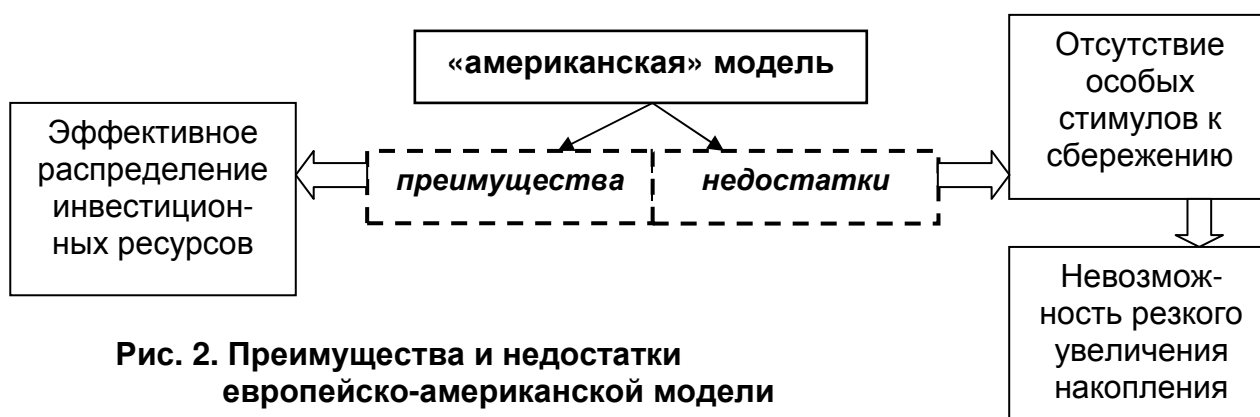 «американская» модель
Эффективное
распределение
инвестицион-
ных ресурсов
преимущества
недостатки
Отсутствие
особых
стимулов к
сбережению
Невозмож-
ность резкого
увеличения
накопления
Рис. 2. Преимущества и недостатки
европейско-американской модели